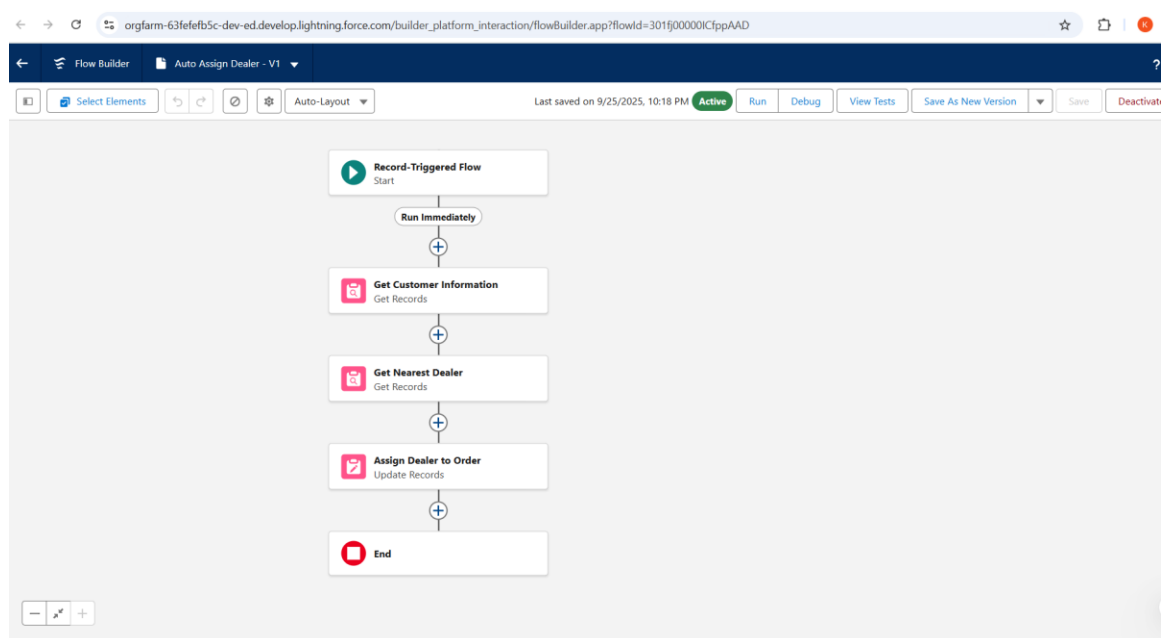 orgfarm-63fefefb5c-dev-ed.develop.lightning.force.com/builder_platform_interaction/flowBuilder.app?flowId=301fj00000ICfppAAD
K
Flow Builder
Auto Assign Dealer - V1
?
Select Elements
Auto-Layout
Last saved on 9/25/2025, 10:18 PM
Active
Run
Debug
View Tests
Save As New Version
Save
Deactivate
Record-Triggered Flow
Start
Run Immediately
Get Customer Information
Get Records
Get Nearest Dealer
Get Records
Assign Dealer to Order
Update Records
End